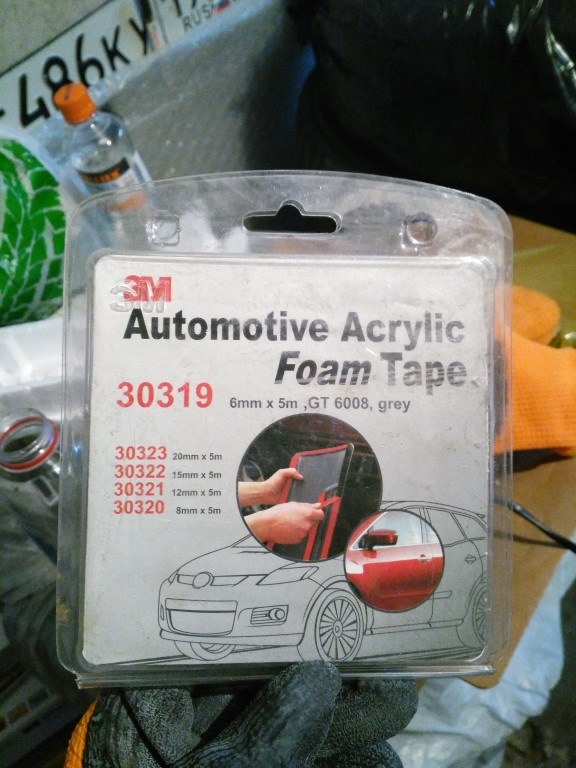 486КУ
RUS
3M
Automotive Acrylic
Foam Tape
30319 6mm x 5m ,GT 6008, grey
30323 20mm x 5m
30322 15mm x 5m
30321 12mm x 5m
30320 8mm x 5m